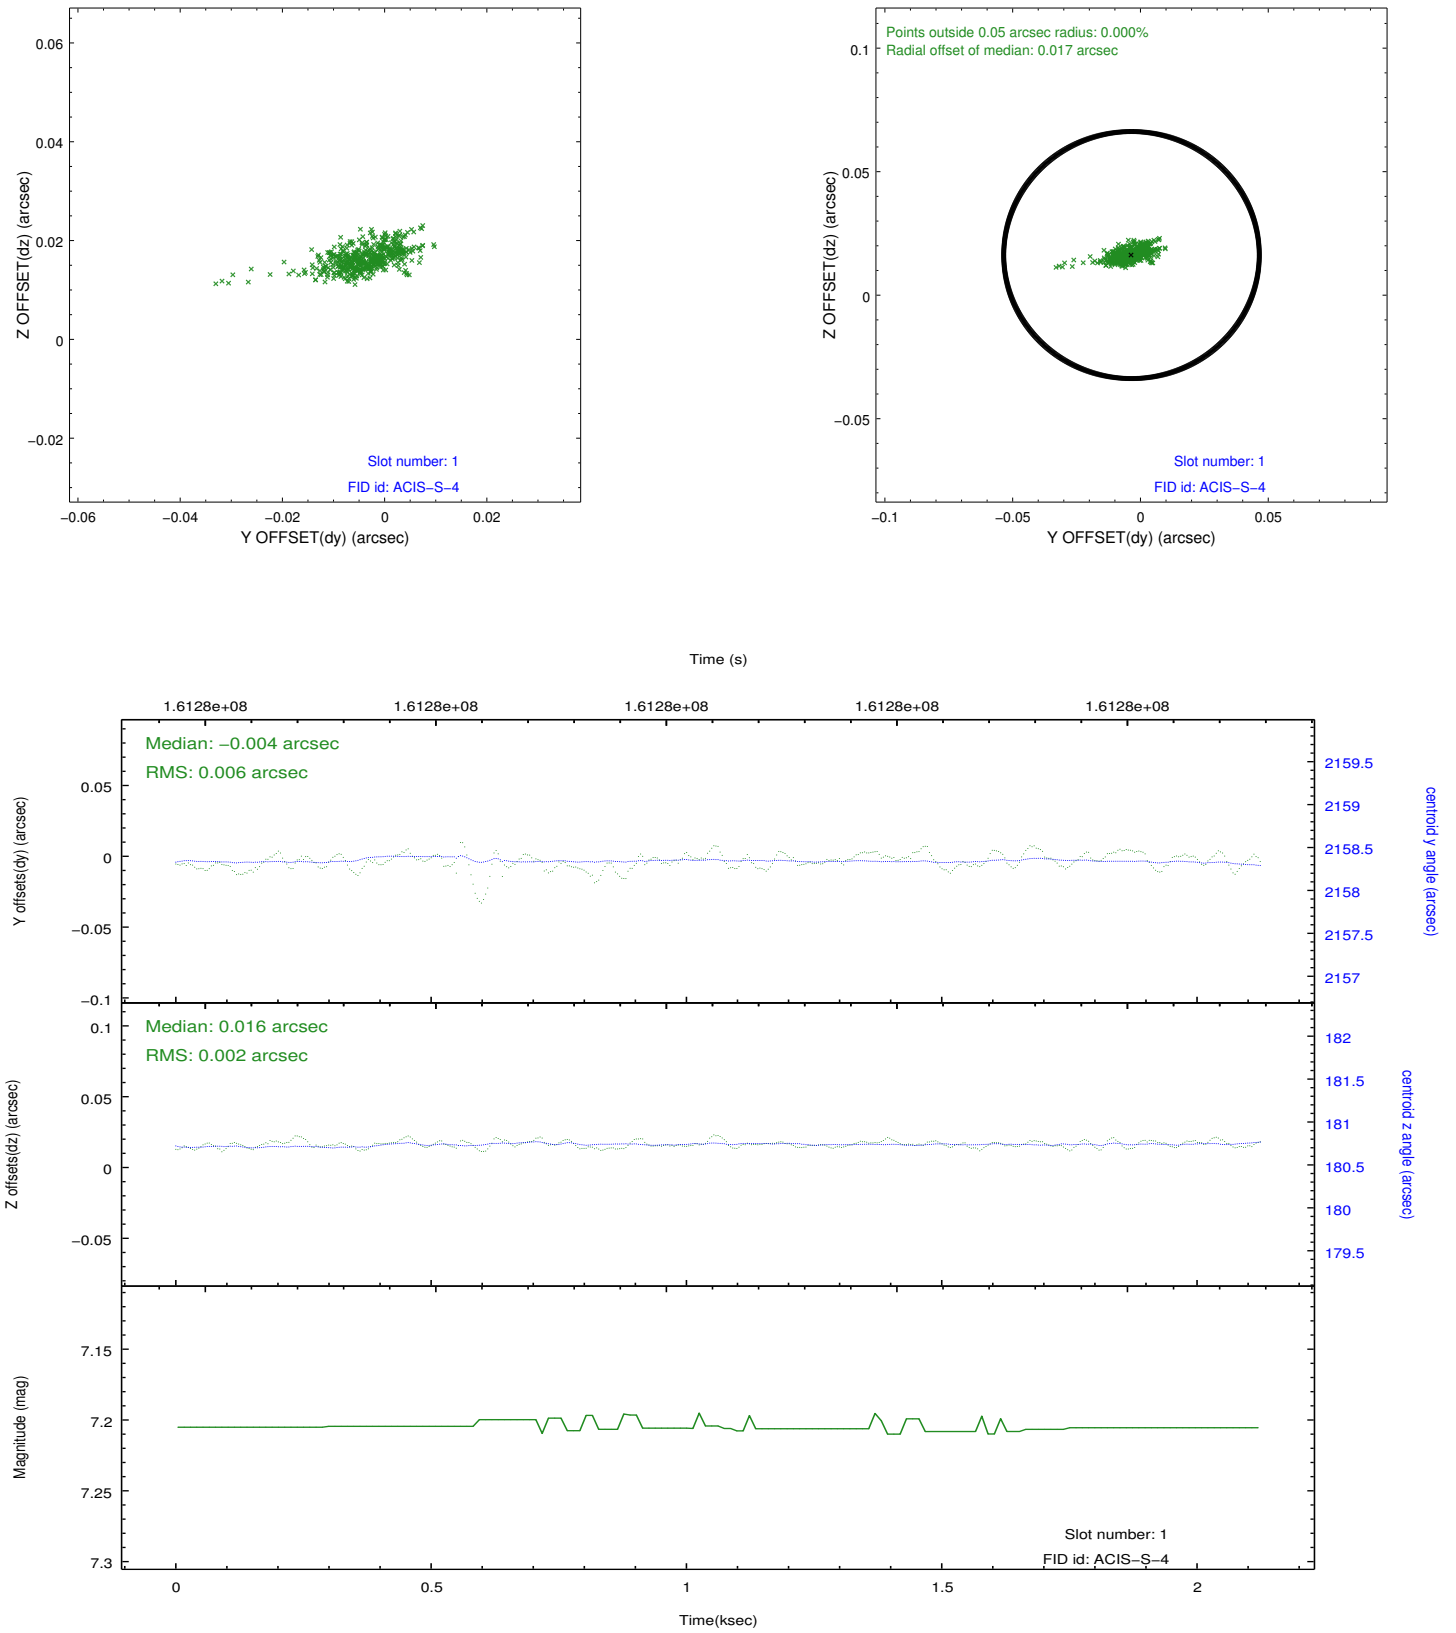 0.06
0.04
0.02
0
−0.02
Z OFFSET(dz) (arcsec)
Slot number: 1
FID id: ACIS−S−4
−0.06
−0.04
−0.02
0
0.02
Y OFFSET(dy) (arcsec)
Points outside 0.05 arcsec radius: 0.000%
Radial offset of median: 0.017 arcsec
0.1
0.05
0
−0.05
Z OFFSET(dz) (arcsec)
Slot number: 1
FID id: ACIS−S−4
−0.1
−0.05
0
0.05
Y OFFSET(dy) (arcsec)
Time (s)
1.6128e+08
1.6128e+08
1.6128e+08
1.6128e+08
1.6128e+08
Median: −0.004 arcsec
RMS: 0.006 arcsec
0.05
0
−0.05
−0.1
Y offsets(dy) (arcsec)
2159.5
2159
2158.5
2158
2157.5
2157
centroid y angle (arcsec)
Median: 0.016 arcsec
RMS: 0.002 arcsec
0.1
0.05
0
−0.05
Z offsets(dz) (arcsec)
182
181.5
181
180.5
180
179.5
centroid z angle (arcsec)
7.15
7.2
7.25
7.3
Magnitude (mag)
Slot number: 1
FID id: ACIS−S−4
0
0.5
1
1.5
2
Time(ksec)